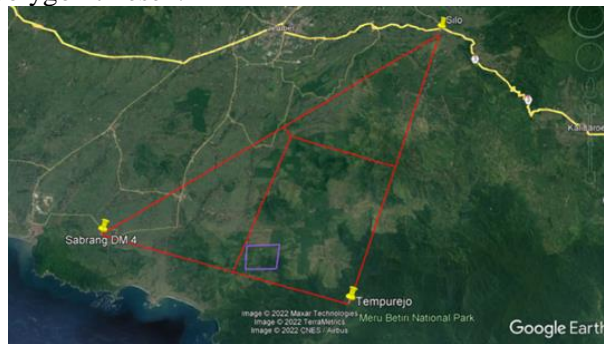 Silo
Kalibaroe
Sabrang DM 4
Tempurejo
Image © 2022 Maxar Technologies
Image © 2022 TerraMetrics
Image © 2022 CNES / Airbus
Meru Betiri National Park
Google Earth